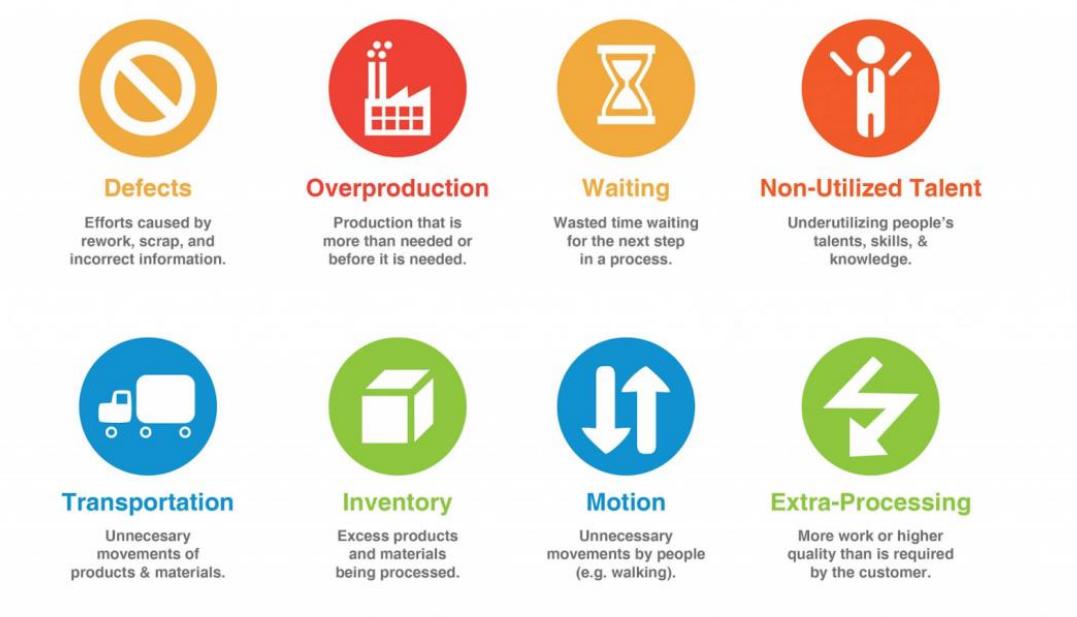 Defects
Efforts caused by
rework, scrap, and
incorrect information.
Overproduction
Production that is
more than needed or
before it is needed.
Waiting
Wasted time waiting
for the next step
in a process.
Non-Utilized Talent
Underutilizing people's
talents, skills, &
knowledge.
Transportation
Unnecesary
movements of
products & materials.
Inventory
Excess products
and materials
being processed.
Motion
Unnecessary
movements by people
(e.g. walking).
Extra-Processing
More work or higher
quality than is required
by the customer.